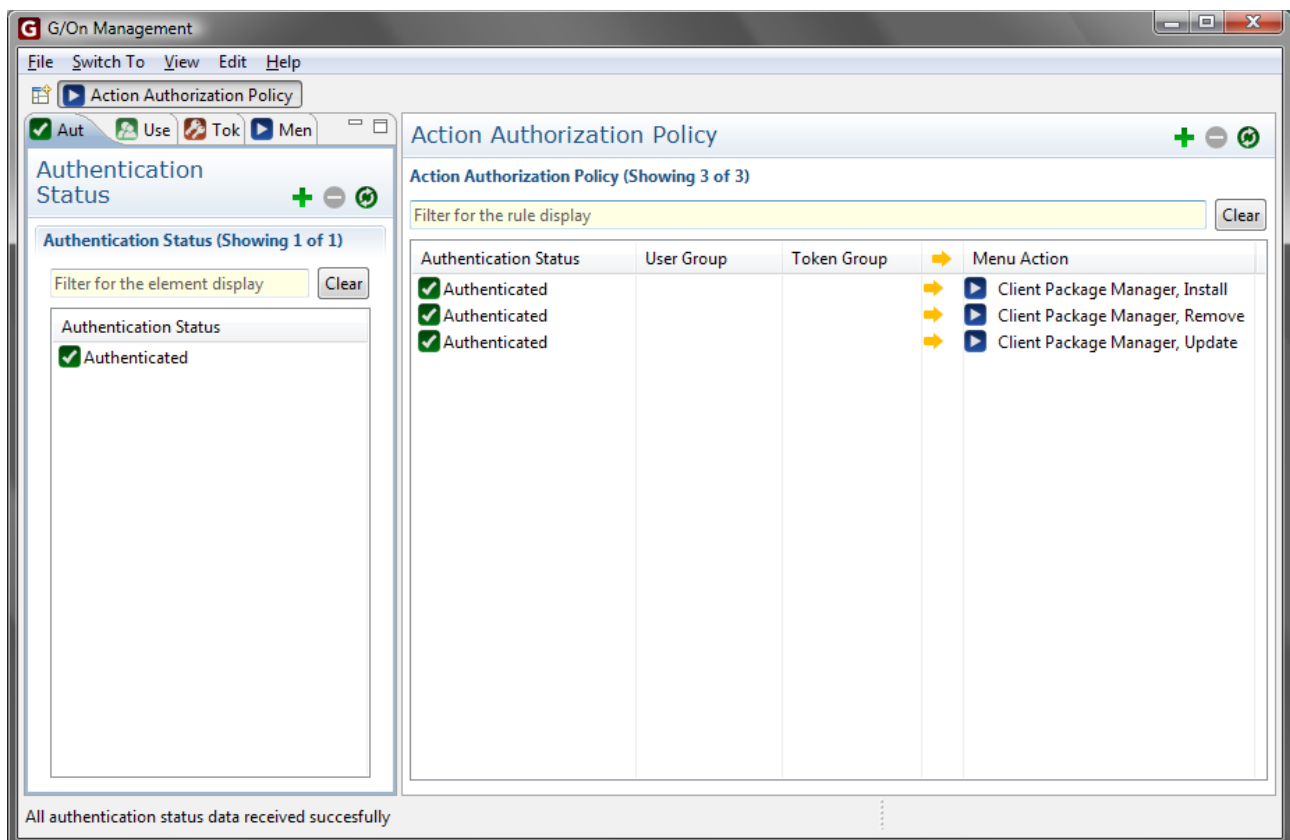 G G/On Management
File Switch To View Edit Help
Action Authorization Policy
Aut Use Tok Men
Authentication
Status
Authentication Status (Showing 1 of 1)
Filter for the element display Clear
Authentication Status
Authenticated
Action Authorization Policy
Action Authorization Policy (Showing 3 of 3)
Filter for the rule display Clear
Authentication Status User Group Token Group Menu Action
Authenticated Client Package Manager, Install
Authenticated Client Package Manager, Remove
Authenticated Client Package Manager, Update
All authentication status data received succesfully